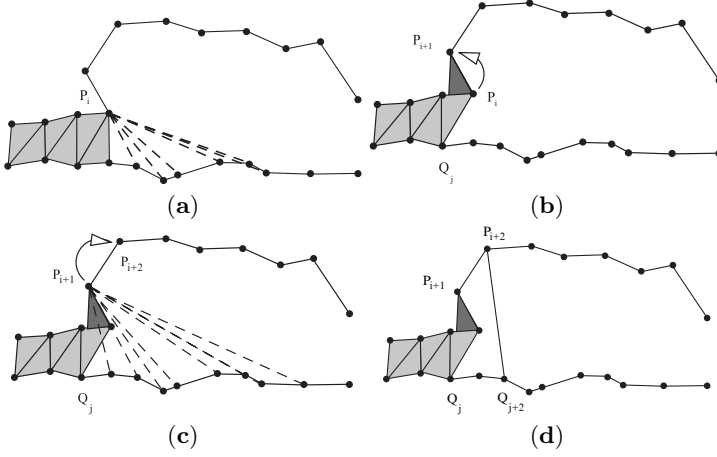 P_i
(a)
P_{i+1}
P_i
Q_j
(b)
P_{i+1}
P_{i+2}
Q_j
(c)
P_{i+2}
P_{i+1}
Q_j
Q_{j+2}
(d)